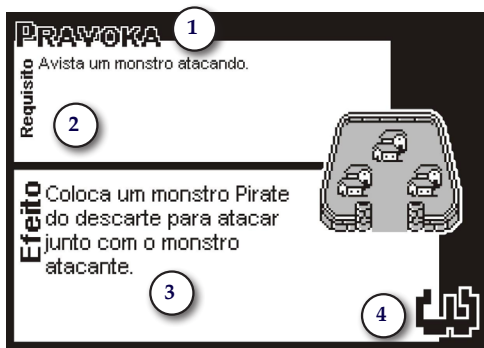 PRAVOKA
1
Requisito
Avista um monstro atacando.
2
Efeito
Coloca um monstro Pirate
do descarte para atacar
junto com o monstro
atacante.
3
4